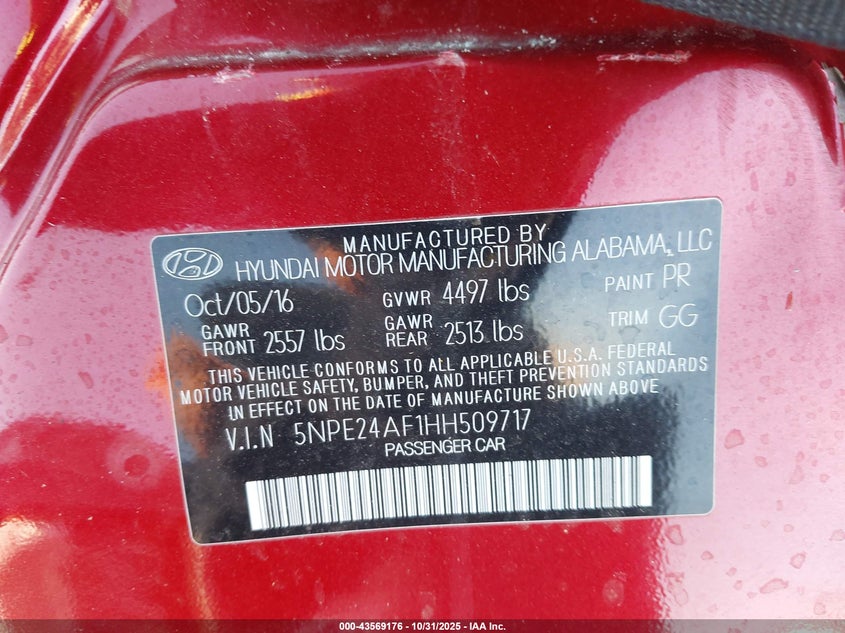 MANUFACTURED BY
HYUNDAI MOTOR MANUFACTURING ALABAMA, LLC
Oct/05/16 GVWR 4497 lbs PAINT PR
GAWR FRONT 2557 lbs GAWR REAR 2513 lbs TRIM GG
THIS VEHICLE CONFORMS TO ALL APPLICABLE U.S.A. FEDERAL
MOTOR VEHICLE SAFETY, BUMPER, AND THEFT PREVENTION STANDARDS
IN EFFECT ON THE DATE OF MANUFACTURE SHOWN ABOVE
V.I.N 5NPE24AF1HH509717
PASSENGER CAR
000-43569176 - 10/31/2025 - IAA Inc.